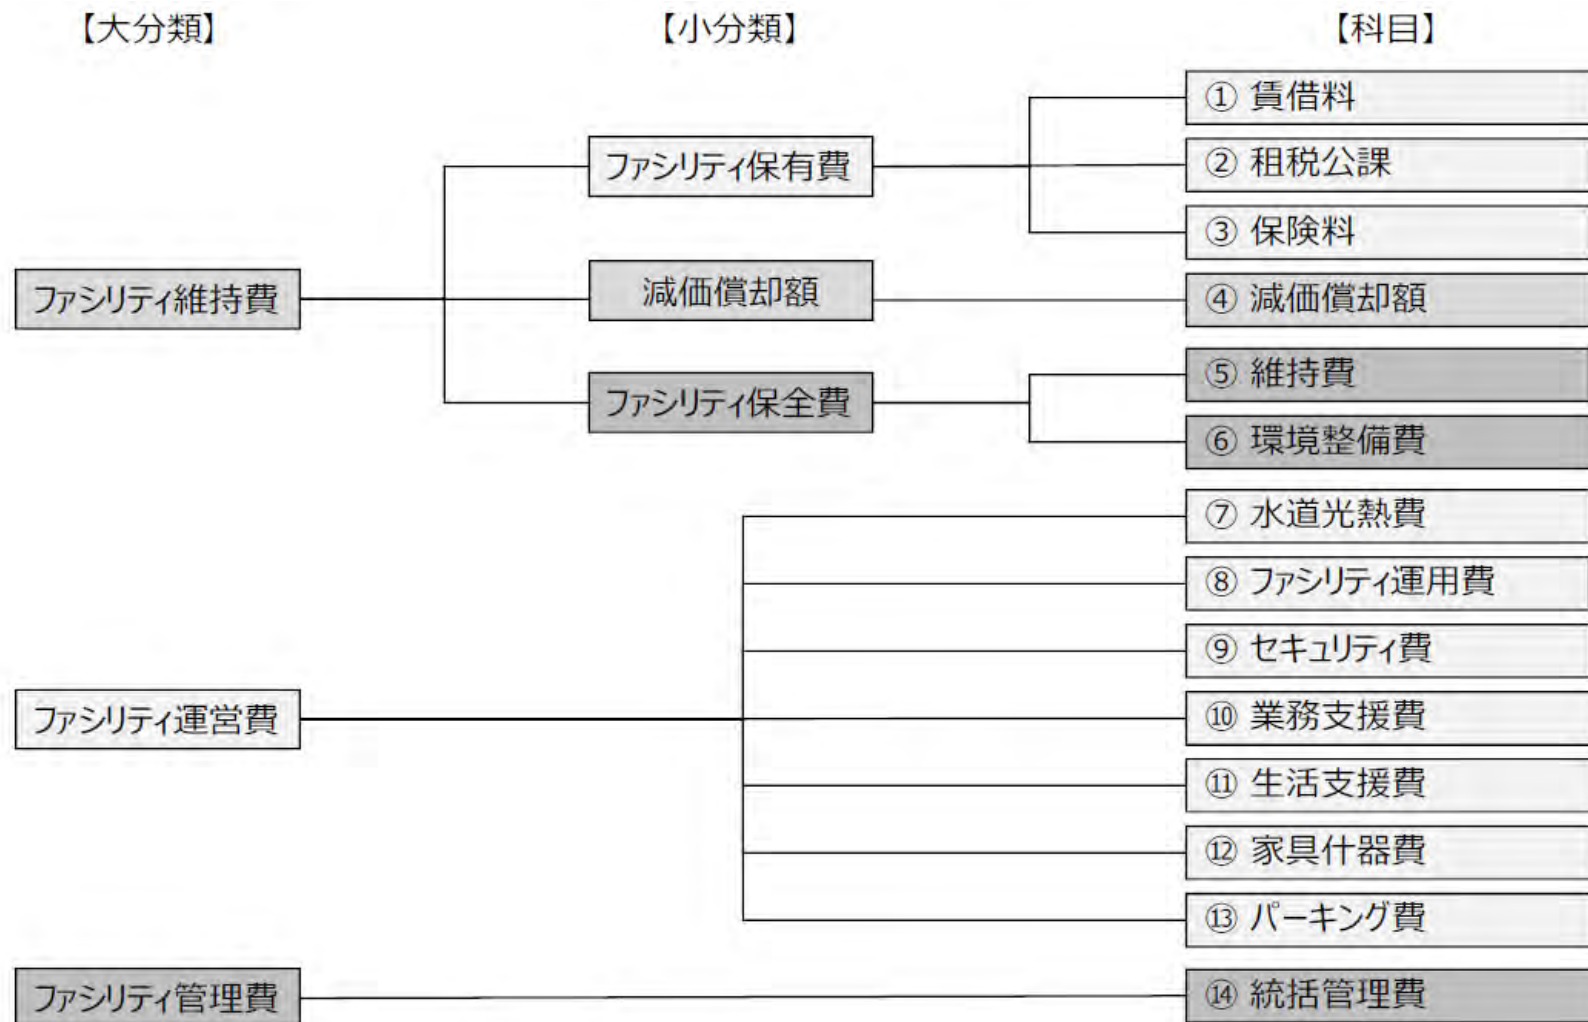 【大分類】 【小分類】 【科目】
① 賃借料
ファシリティ保有費 ② 租税公課
③ 保険料
ファシリティ維持費 減価償却額 ④ 減価償却額
⑤ 維持費
ファシリティ保全費
⑥ 環境整備費
⑦ 水道光熱費
⑧ ファシリティ運用費
⑨ セキュリティ費
ファシリティ運営費 ⑩ 業務支援費
⑪ 生活支援費
⑫ 家具什器費
⑬ パーキング費
ファシリティ管理費 ⑭ 統括管理費